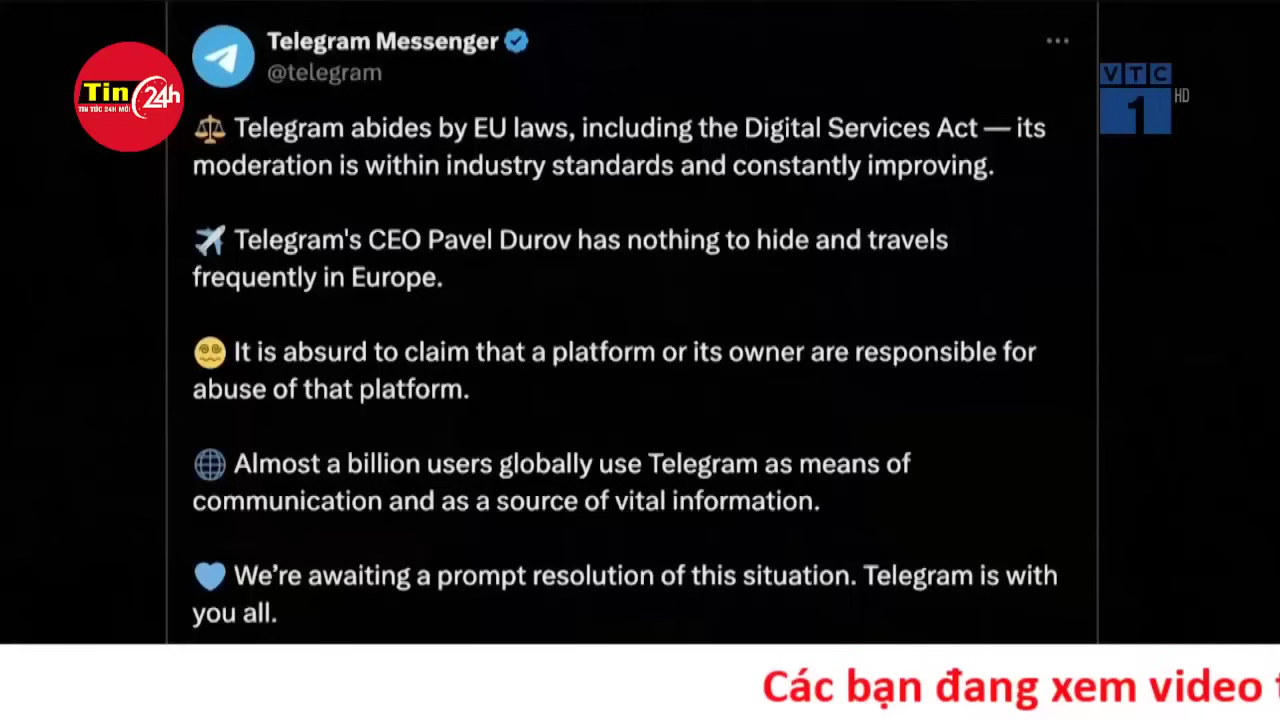 Telegram Messenger
@telegram
Tin 24h
TIN TỨC 24H MỚI
VTC
1
HD
Telegram abides by EU laws, including the Digital Services Act — its
moderation is within industry standards and constantly improving.
Telegram's CEO Pavel Durov has nothing to hide and travels
frequently in Europe.
It is absurd to claim that a platform or its owner are responsible for
abuse of that platform.
Almost a billion users globally use Telegram as means of
communication and as a source of vital information.
We’re awaiting a prompt resolution of this situation. Telegram is with
you all.
Các bạn đang xem video